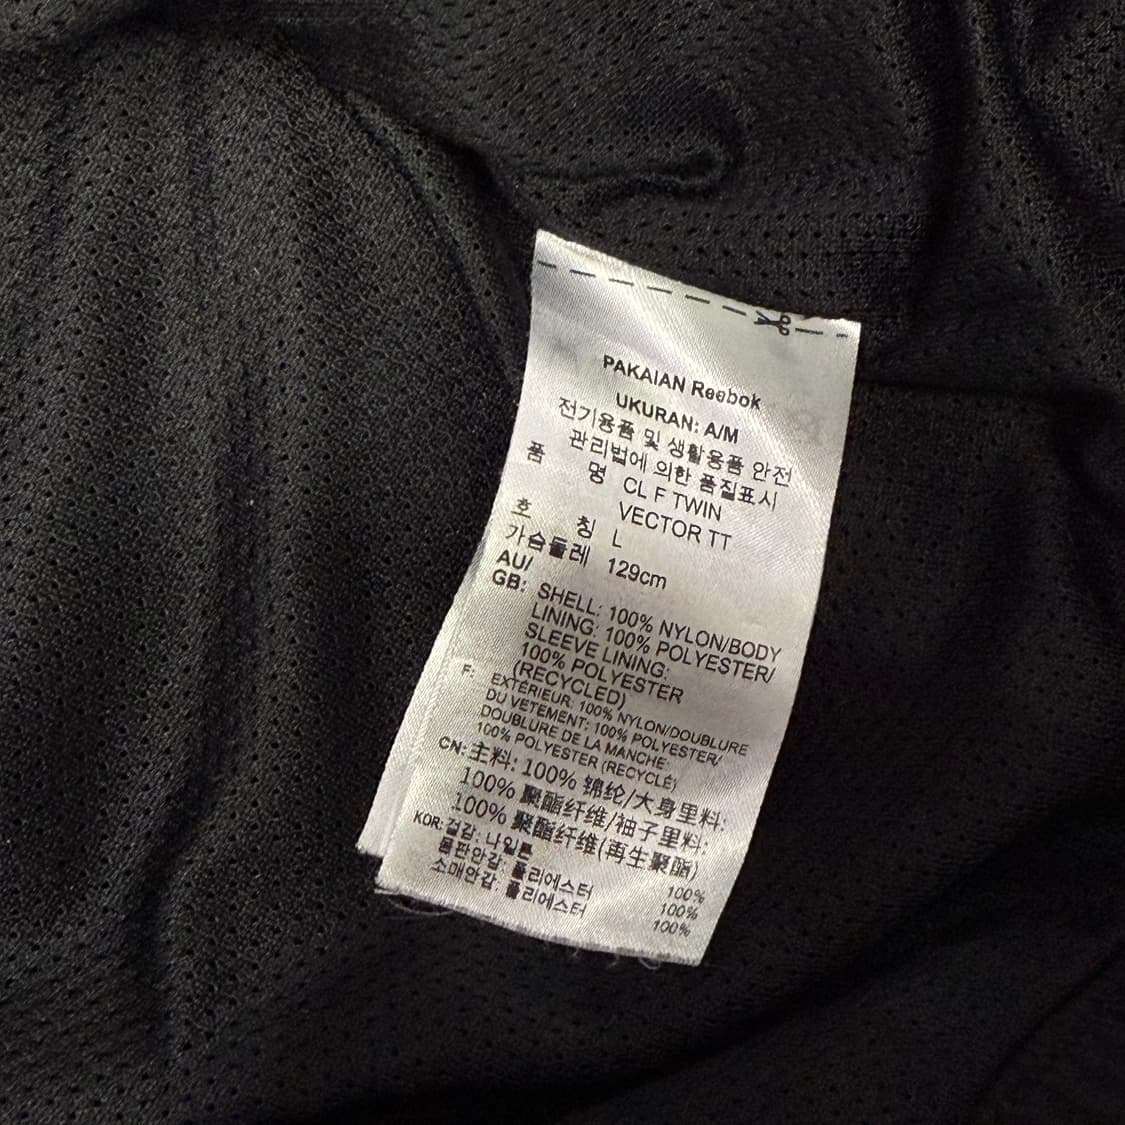 PAKAIAN Reebok
UKURAN: A/M
전기용품 및 생활용품 안전
관리법에 의한 품질표시
품 명 CL F TWIN
VECTOR TT
호 칭 L
가슴둘레 129cm
AU/
GB: SHELL: 100% NYLON/BODY
LINING: 100% POLYESTER/
SLEEVE LINING:
100% POLYESTER
(RECYCLED)
F: EXTÉRIEUR: 100% NYLON/DOUBLURE
DU VETEMENT: 100% POLYESTER/
DOUBLURE DE LA MANCHE:
100% POLYESTER (RECYCLÉ)
CN: 主料: 100% 锦纶/大身里料:
100% 聚酯纤维/袖子里料:
100% 聚酯纤维(再生聚酯)
KOR: 겉감: 나일론 100%
몸판안감: 폴리에스터 100%
소매안감: 폴리에스터 100%